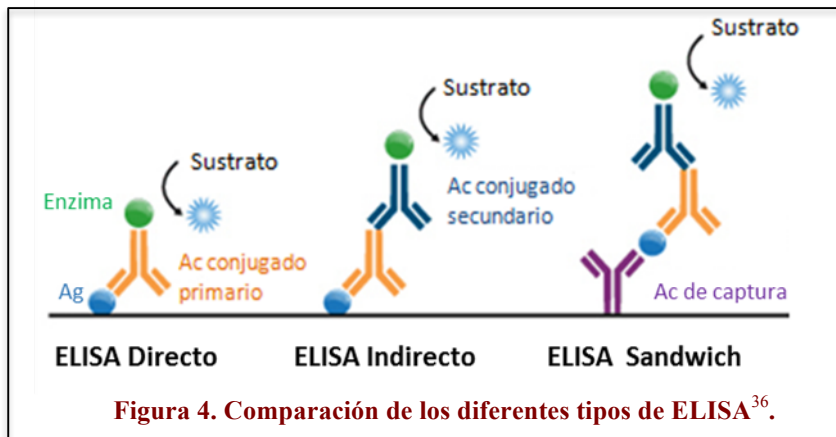 Sustrato
Sustrato
Sustrato
Enzima
Ac conjugado
secundario
Ac conjugado
primario
Ag
Ac de captura
ELISA Directo
ELISA Indirecto
ELISA Sandwich
Figura 4. Comparación de los diferentes tipos de ELISA³⁶.